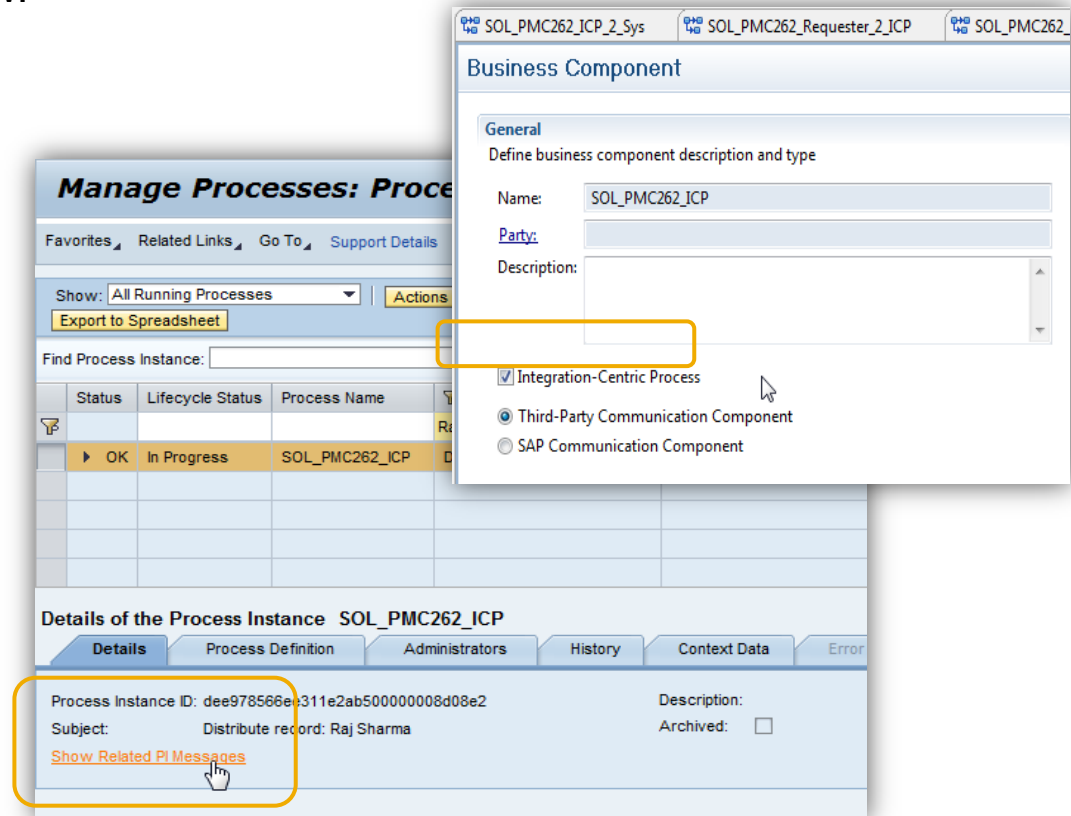 SOL_PMC262_ICP_2_Sys SOL_PMC262_Requester_2_ICP SOL_PMC262_
Business Component
General
Define business component description and type
Name: SOL_PMC262_ICP
Party:
Description:
Integration-Centric Process
Third-Party Communication Component
SAP Communication Component
Manage Processes: Proce
Favorites Related Links Go To Support Details
Show: All Running Processes Actions
Export to Spreadsheet
Find Process Instance:
Status Lifecycle Status Process Name
Ra
OK In Progress SOL_PMC262_ICP D
Details of the Process Instance SOL_PMC262_ICP
Details Process Definition Administrators History Context Data Error
Process Instance ID: dee978566ee311e2ab500000008d08e2 Description:
Subject: Distribute record: Raj Sharma Archived:
Show Related PI Messages